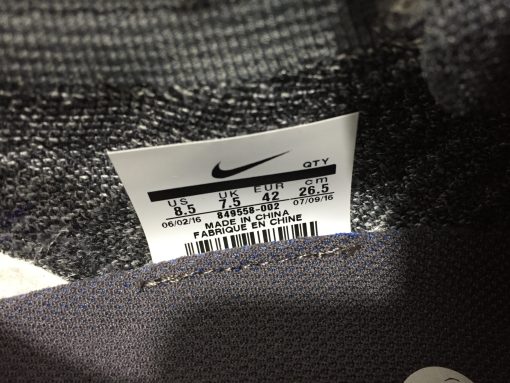 QTY
US UK EUR cm
8.5 7.5 42 26.5
06/02/16 849558-002 07/09/16
MADE IN CHINA
FABRIQUE EN CHINE